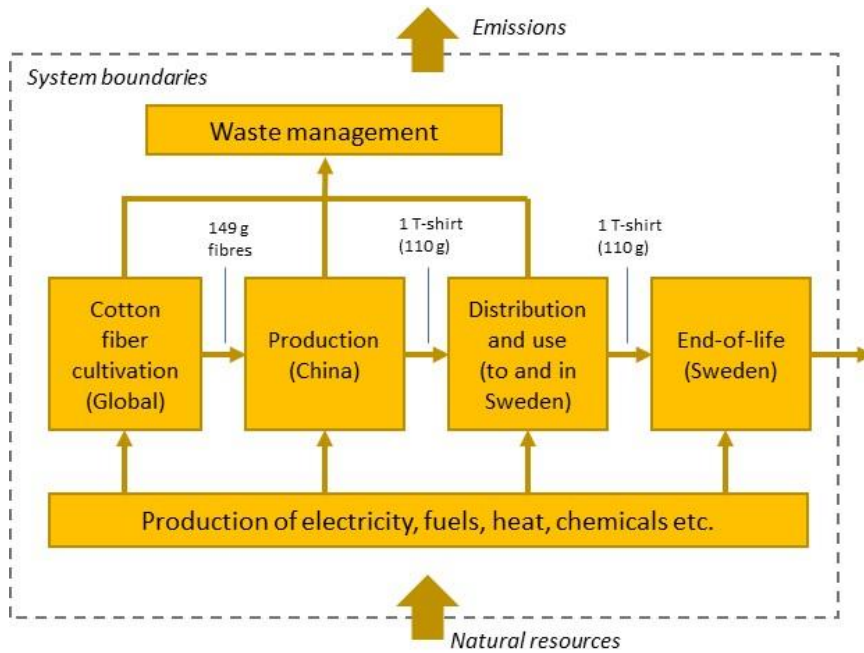 Emissions
System boundaries
Waste management
149 g
fibres
1 T-shirt
(110 g)
1 T-shirt
(110 g)
Cotton
fiber
cultivation
(Global)
Production
(China)
Distribution
and use
(to and in
Sweden)
End-of-life
(Sweden)
Production of electricity, fuels, heat, chemicals etc.
Natural resources